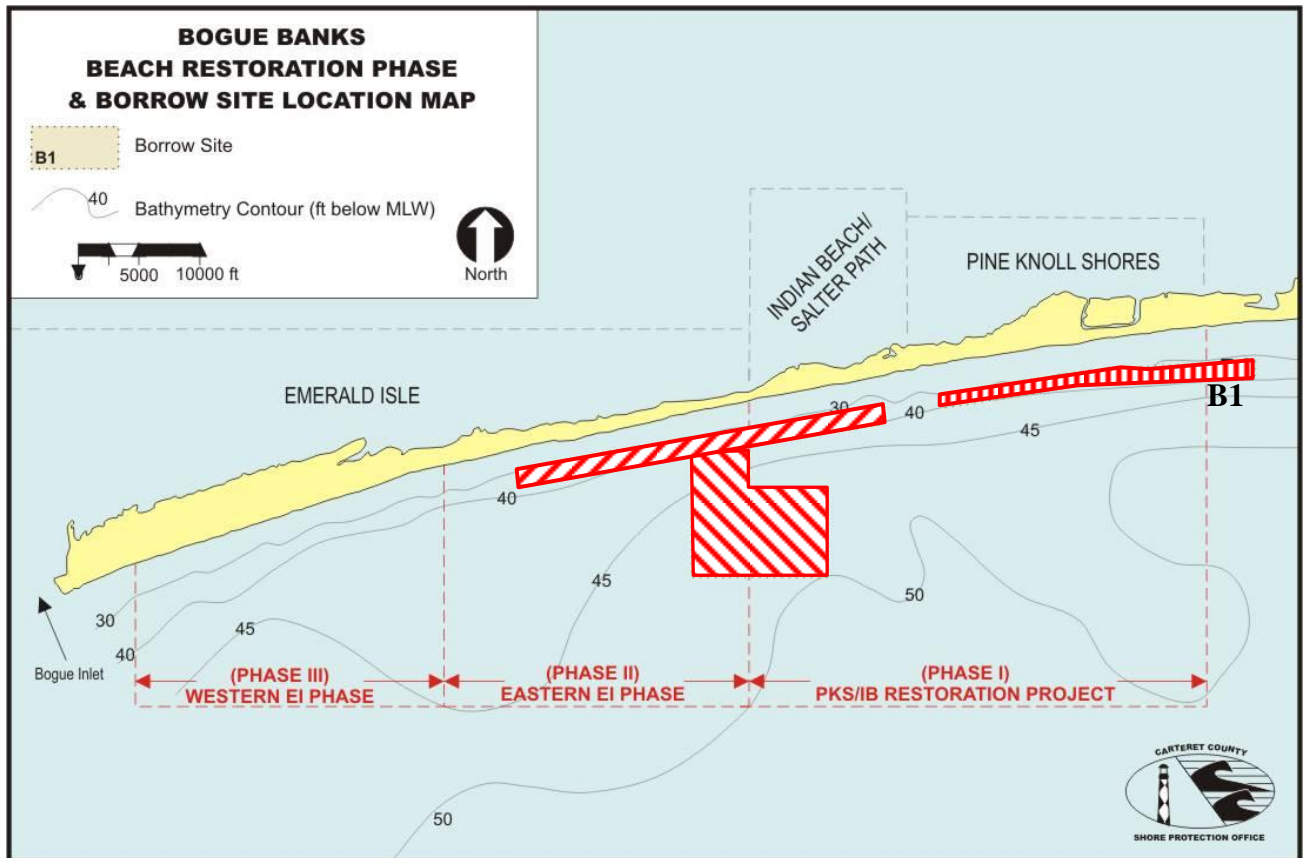 BOGUE BANKS
BEACH RESTORATION PHASE
& BORROW SITE LOCATION MAP
B1
Borrow Site
40
Bathymetry Contour (ft below MLW)
5000
10000 ft
North
INDIAN BEACH/
SALTER PATH
PINE KNOLL SHORES
EMERALD ISLE
B1
30
40
45
40
45
50
30
45
40
Bogue Inlet
(PHASE III)
WESTERN EI PHASE
(PHASE II)
EASTERN EI PHASE
(PHASE I)
PKS/IB RESTORATION PROJECT
50
CARTERET COUNTY
SHORE PROTECTION OFFICE